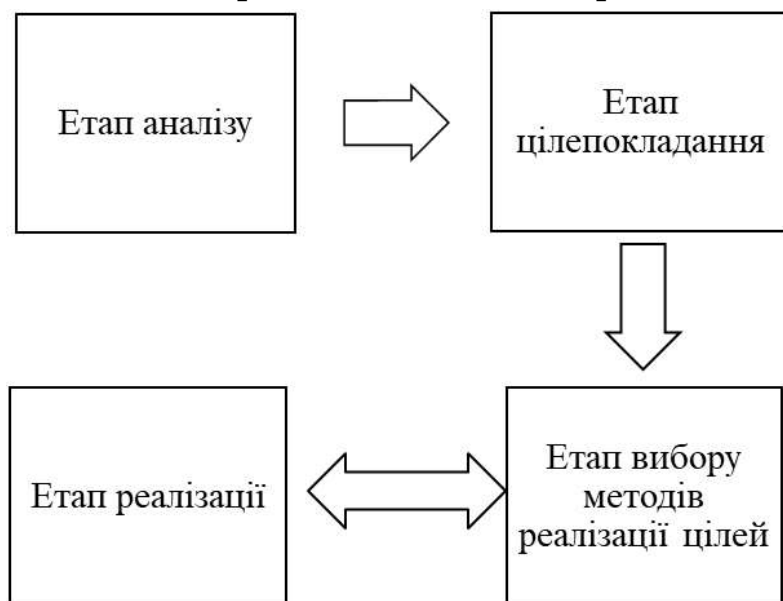 Етап аналізу
Етап
цілепокладання
Етап реалізації
Етап вибору
методів
реалізації цілей